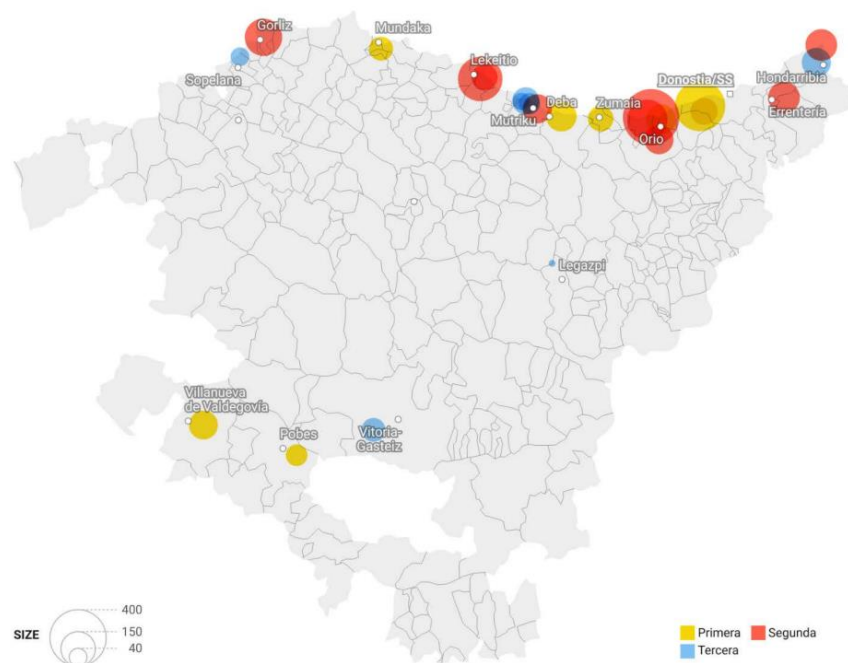 Gorliz
Mundaka
Sopelana
Lekeitio
Donostia/SS
Hondarribia
Deba
Zumaia
Mutriku
Errentería
Orio
Legazpi
Villanueva
de Valdegovía
Pobes
Vitoria-
Gasteiz
SIZE
400
150
40
Primera
Segunda
Tercera